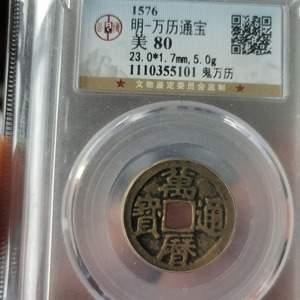 1576
明-万历通宝
美 80
23.0*1.7mm,5.0g
1110355101 鬼万历
文物鉴定委员会监制
萬曆通寶